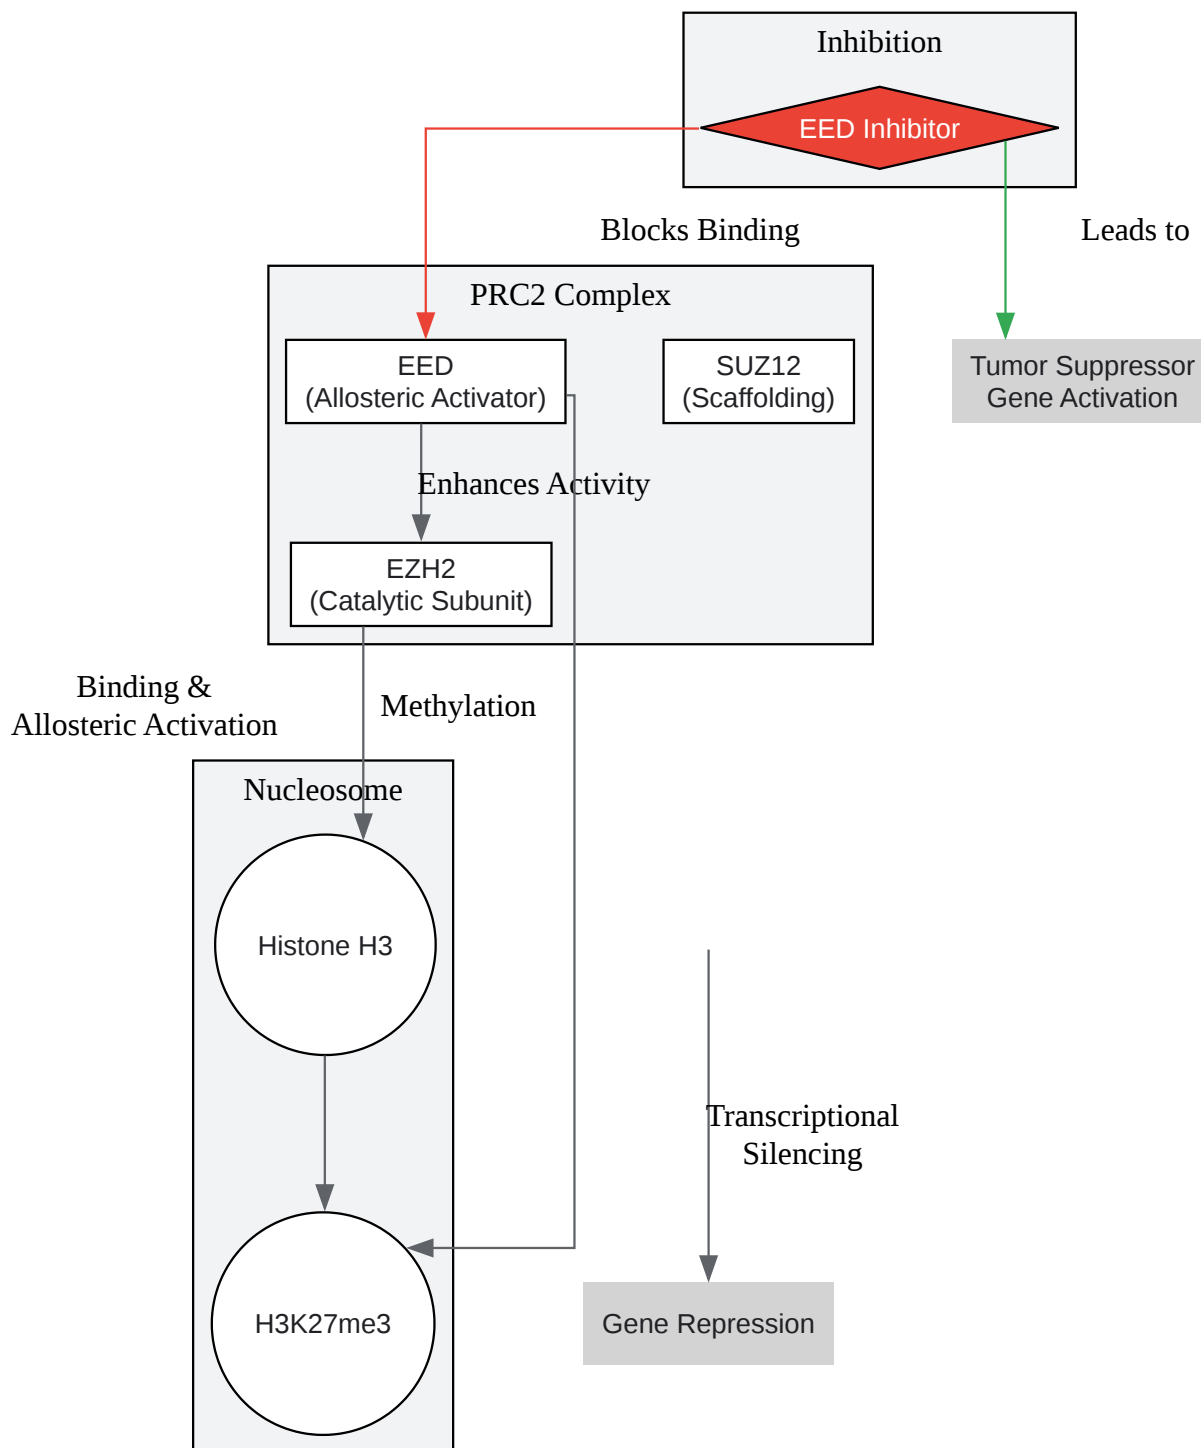 Inhibition
EED Inhibitor
Blocks Binding
Leads to
PRC2 Complex
EED
(Allosteric Activator)
SUZ12
(Scaffolding)
Tumor Suppressor
Gene Activation
Enhances Activity
EZH2
(Catalytic Subunit)
Binding &
Allosteric Activation
Methylation
Nucleosome
Histone H3
Transcriptional
Silencing
H3K27me3
Gene Repression